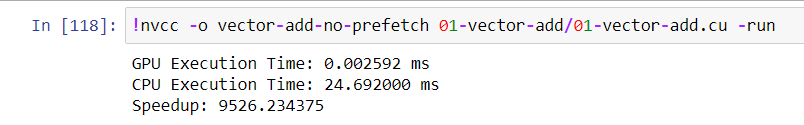 In [118]: !nvcc -o vector-add-no-prefetch 01-vector-add/01-vector-add.cu -run
GPU Execution Time: 0.002592 ms
CPU Execution Time: 24.692000 ms
Speedup: 9526.234375